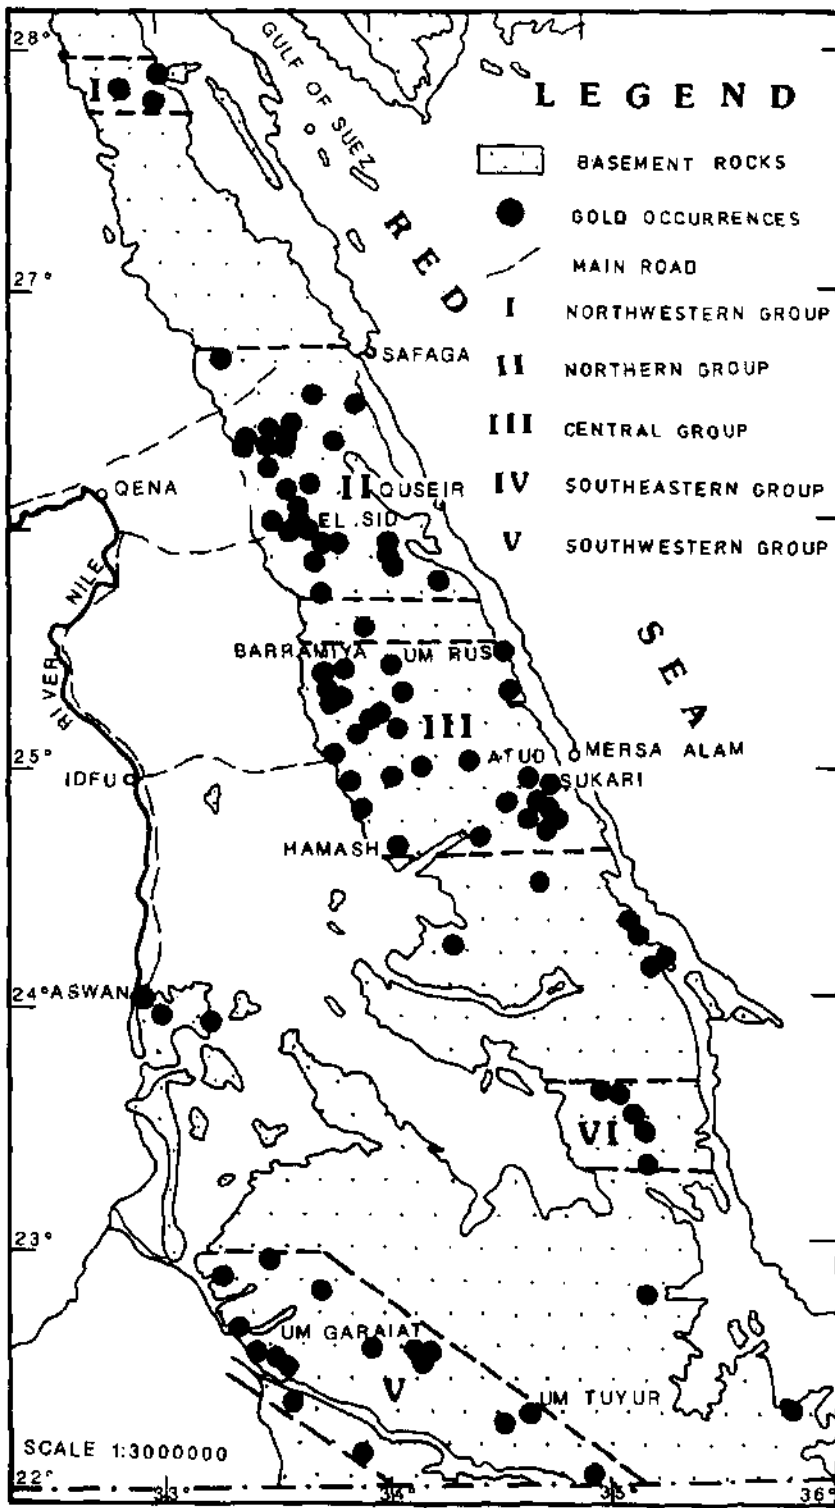 28°
I
GULF OF SUEZ
LEGEND
BASEMENT ROCKS
GOLD OCCURRENCES
MAIN ROAD
I NORTHWESTERN GROUP
II NORTHERN GROUP
III CENTRAL GROUP
IV SOUTHEASTERN GROUP
V SOUTHWESTERN GROUP
RED
SEA
27°
SAFAGA
QENA
II QUSEIR
EL SID
RIVER NILE
BARRAMIYA
UM RUS
III
ATUD
MERSA ALAM
25°
IDFU
SUKARI
HAMASH
24°
ASWAN
VI
23°
UM GARAIAT
V
UM TUYUR
SCALE 1:3000000
22°
33°
34°
35°
36°